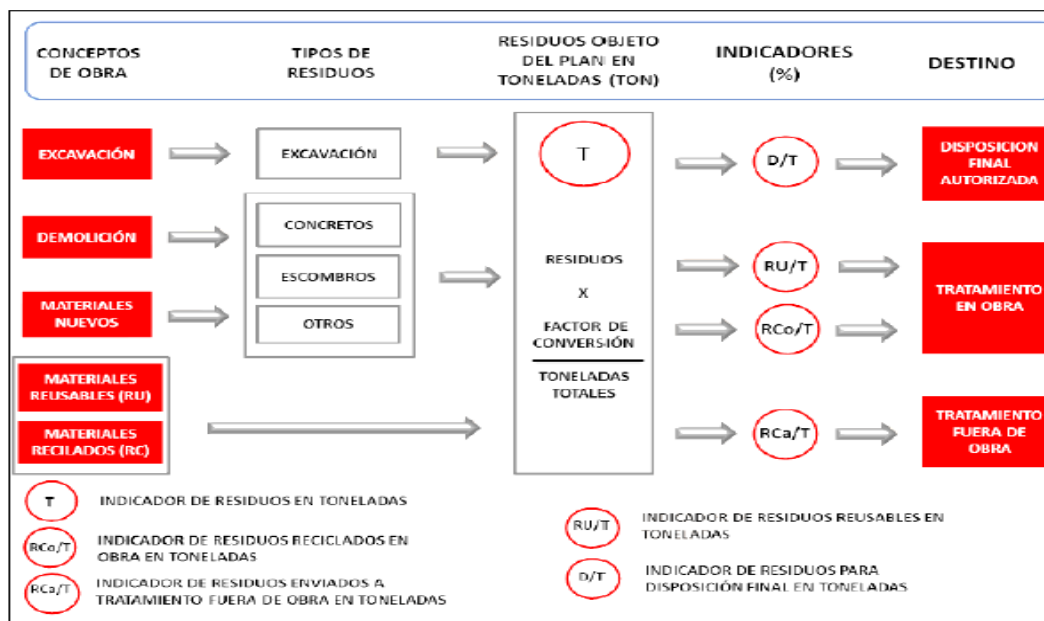 CONCEPTOS
DE OBRA
TIPOS DE
RESIDUOS
RESIDUOS OBJETO
DEL PLAN EN
TONELADAS (TON)
INDICADORES
(%)
DESTINO
EXCAVACIÓN
EXCAVACIÓN
T
D/T
DISPOSICION
FINAL
AUTORIZADA
DEMOLICIÓN
CONCRETOS
ESCOMBROS
RESIDUOS
RU/T
MATERIALES
NUEVOS
OTROS
X
FACTOR DE
CONVERSIÓN
RCo/T
TRATAMIENTO
EN OBRA
TONELADAS
TOTALES
MATERIALES
REUSABLES (RU)
MATERIALES
RECILADOS (RC)
RCa/T
TRATAMIENTO
FUERA DE
OBRA
T
INDICADOR DE RESIDUOS EN TONELADAS
RCo/T
INDICADOR DE RESIDUOS RECICLADOS EN
OBRA EN TONELADAS
RCa/T
INDICADOR DE RESIDUOS ENVIADOS A
TRATAMIENTO FUERA DE OBRA EN TONELADAS
RU/T
INDICADOR DE RESIDUOS REUSABLES EN
TONELADAS
D/T
INDICADOR DE RESIDUOS PARA
DISPOSICIÓN FINAL EN TONELADAS